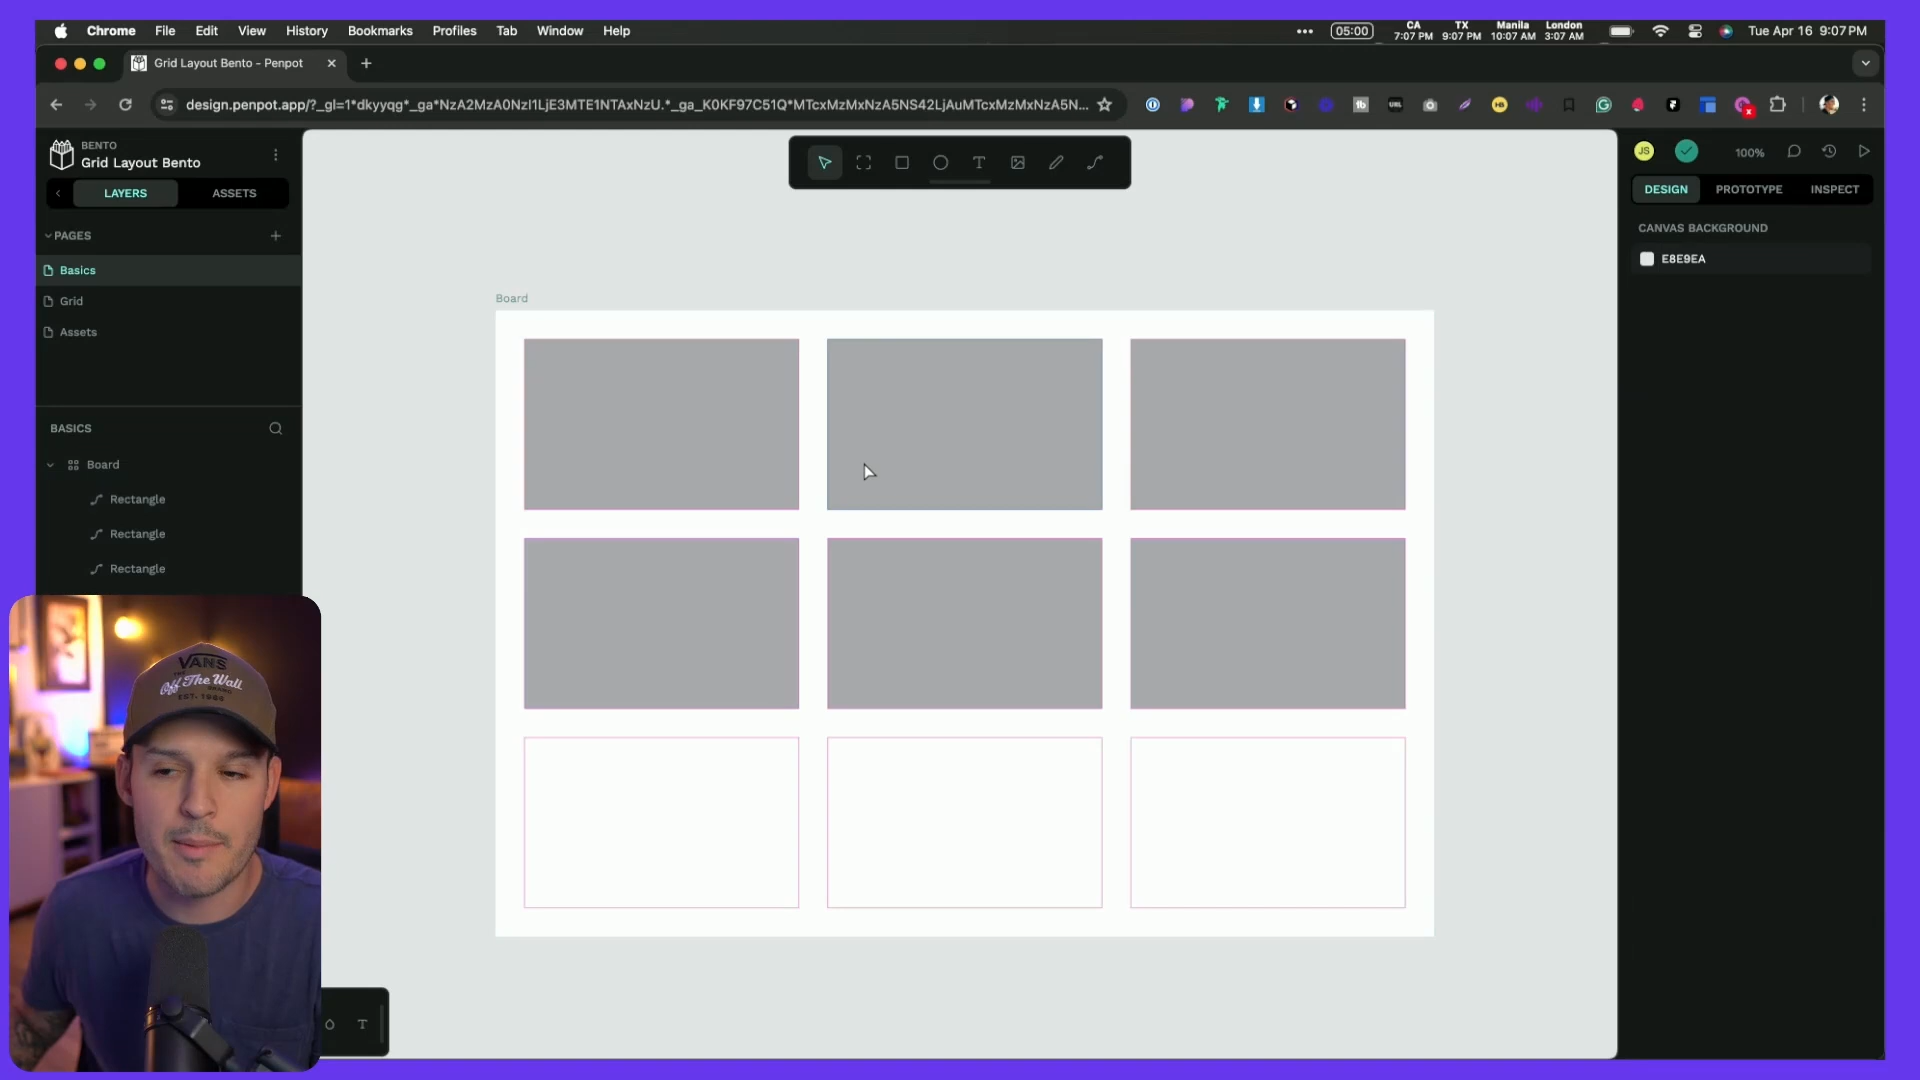 Chrome File Edit View History Bookmarks Profiles Tab Window Help
05:00
CA TX Manila London
7:07 PM 9:07 PM 10:07 AM 3:07 AM
Tue Apr 16 9:07 PM
Grid Layout Bento - Penpot
design.penpot.app/?_gl=1*dkyyqg*_ga*NzA2MzA0NzI1LjE3MTE1NTAxNzU.*_ga_K0KF97C51Q*MTcxMzMxNzA5NS42LjAuMTcxMzMxNzA5N...
BENTO
Grid Layout Bento
LAYERS ASSETS
PAGES
Basics
Grid
Assets
BASICS
Board
Rectangle
Rectangle
Rectangle
Board
JS
100%
DESIGN PROTOTYPE INSPECT
CANVAS BACKGROUND
E8E9EA
VANS
Off The Wall
EST. 1966
T